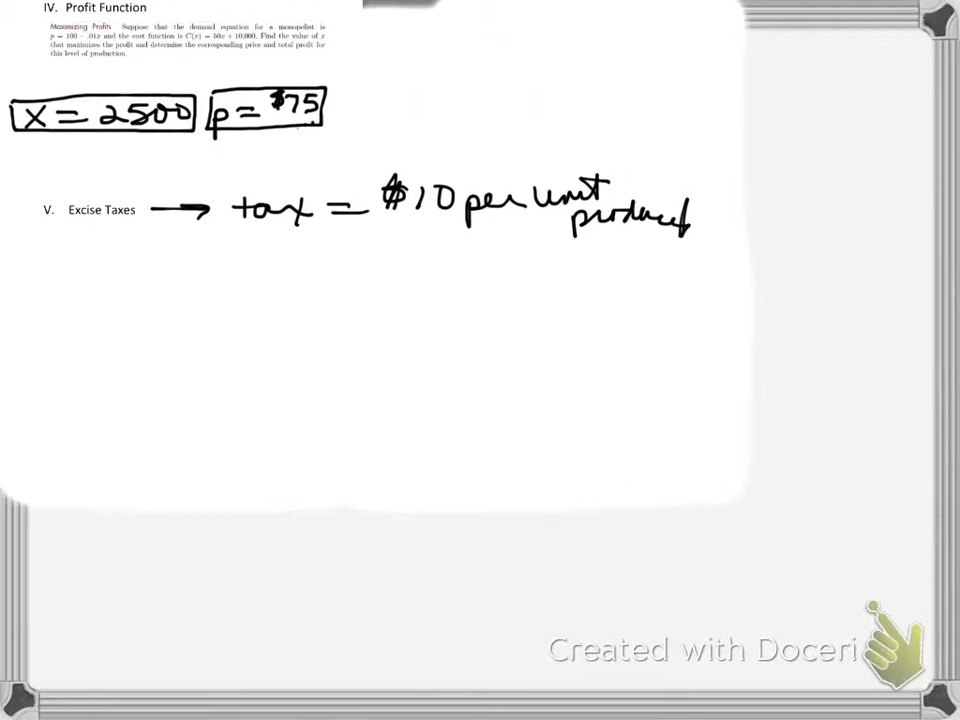 IV. Profit Function
Maximizing Profits Suppose that the demand equation for a monopolist is
p = 100 − .01x and the cost function is C(x) = 50x + 10,000. Find the value of x
that maximizes the profit and determine the corresponding price and total profit for
this level of production.
x = 2500 p = $75
V. Excise Taxes → tax = $10 per unit
produced
Created with Doceri